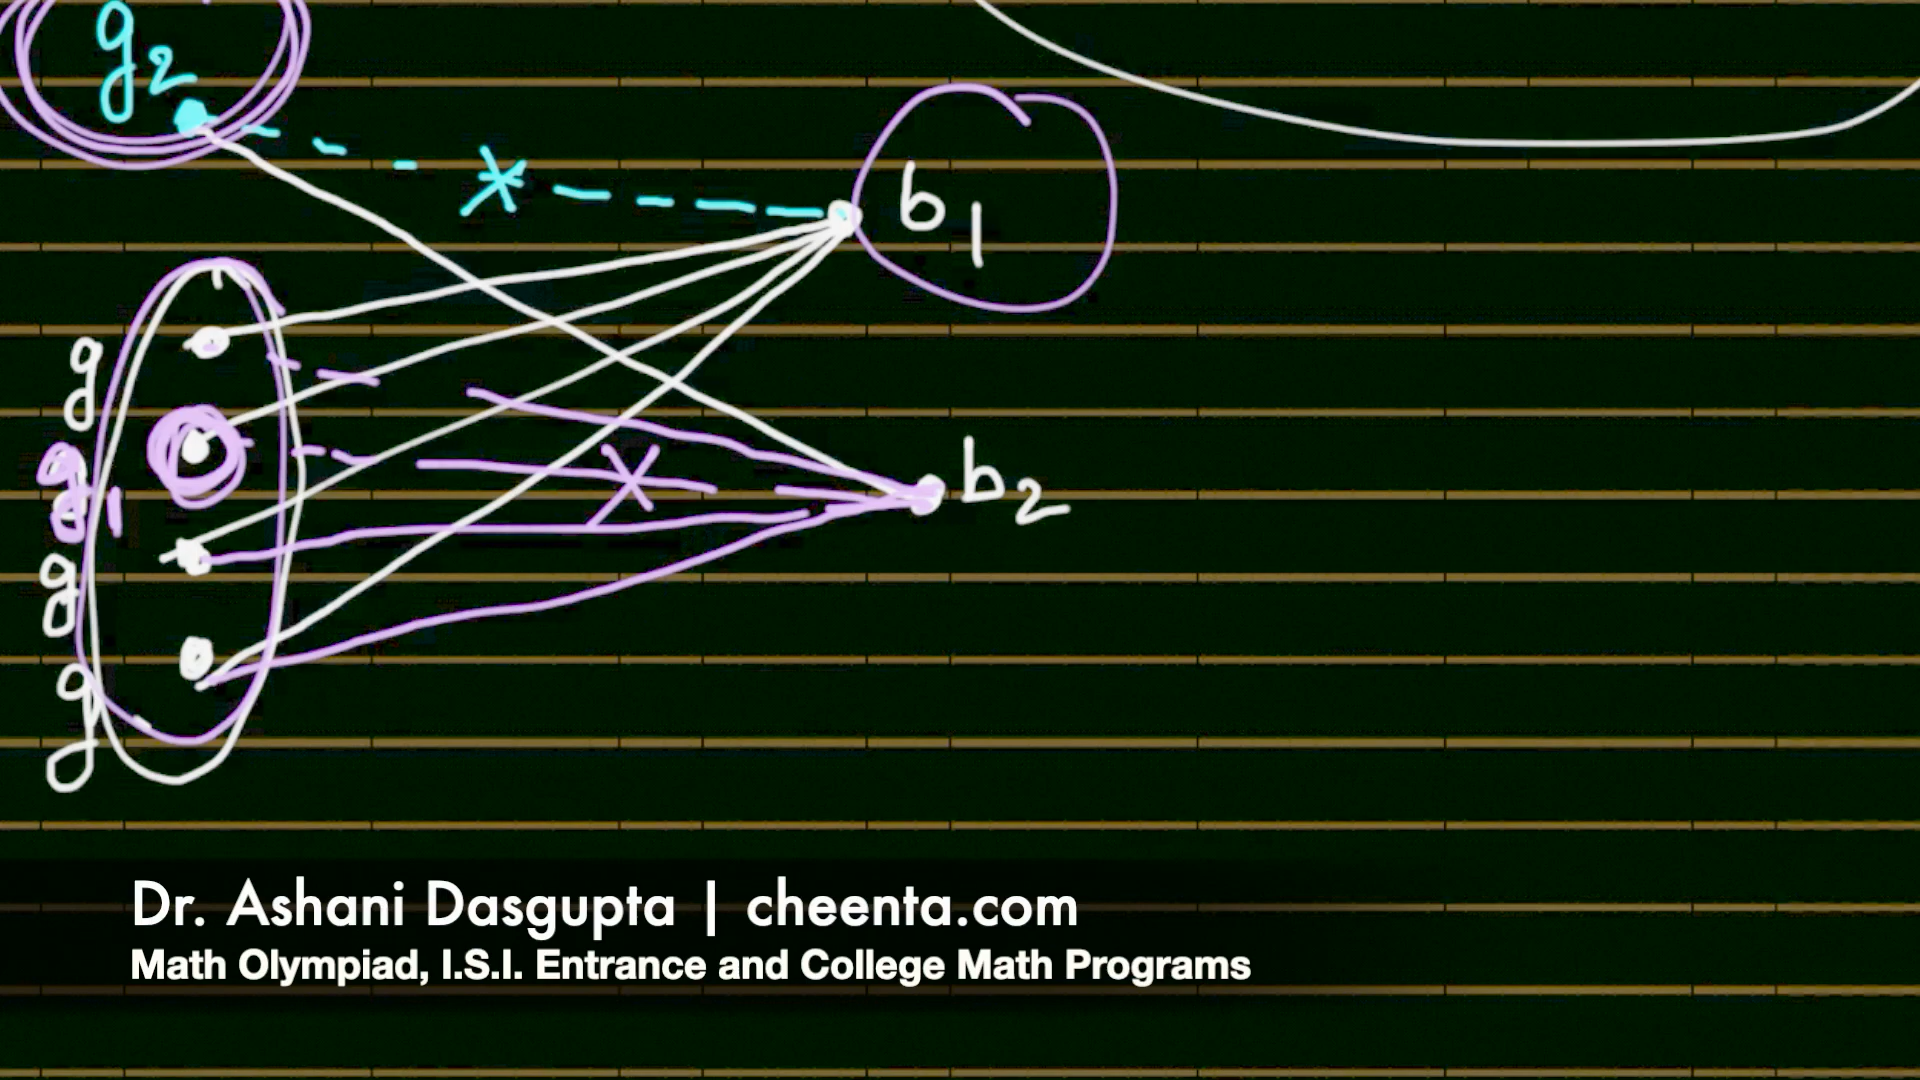 g2
b1
g
g1
b2
g
g
Dr. Ashani Dasgupta | cheenta.com
Math Olympiad, I.S.I. Entrance and College Math Programs